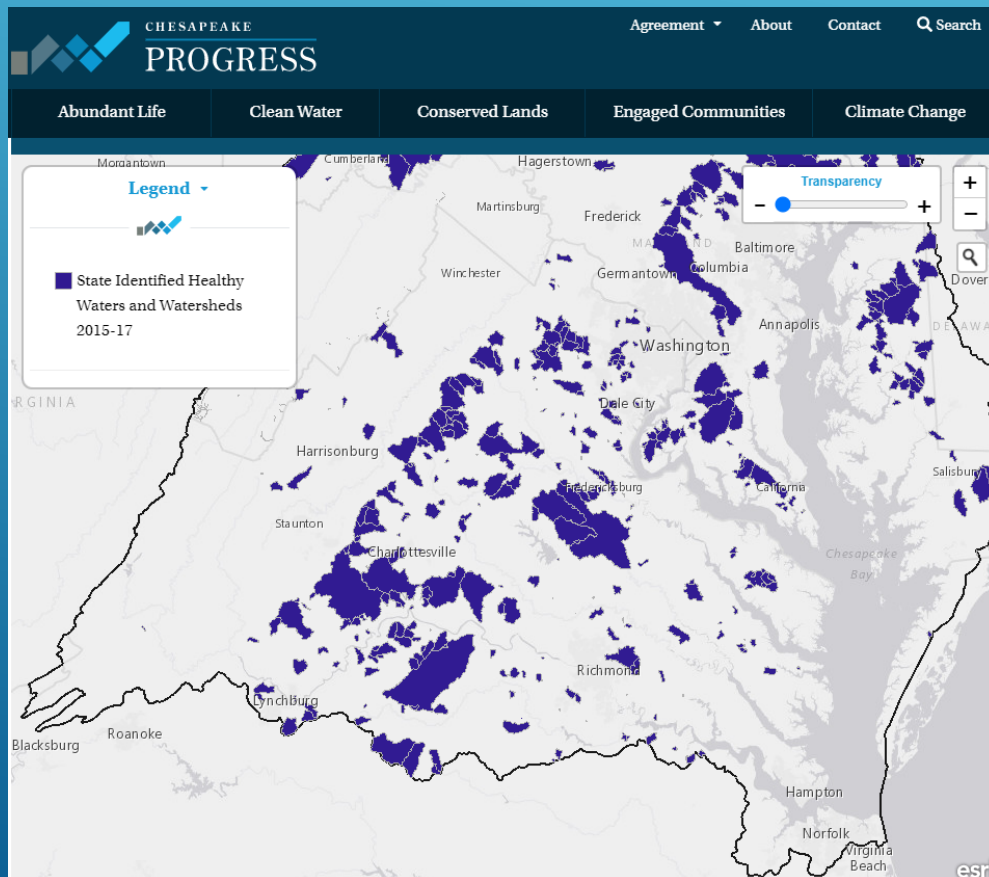 CHESAPEAKE
PROGRESS
Agreement
About
Contact
Search
Abundant Life
Clean Water
Conserved Lands
Engaged Communities
Climate Change
Legend
State Identified Healthy
Waters and Watersheds
2015-17
Transparency
−
+
+
−
Morgantown
Cumberland
Hagerstown
Martinsburg
Frederick
MARYLAND
Baltimore
Winchester
Germantown
Columbia
Dover
Annapolis
Washington
Dale City
Harrisonburg
Salisbury
Fredericksburg
California
Staunton
Charlottesville
Chesapeake
Bay
Richmond
Lynchburg
Roanoke
Blacksburg
Hampton
Norfolk
Virginia
Beach